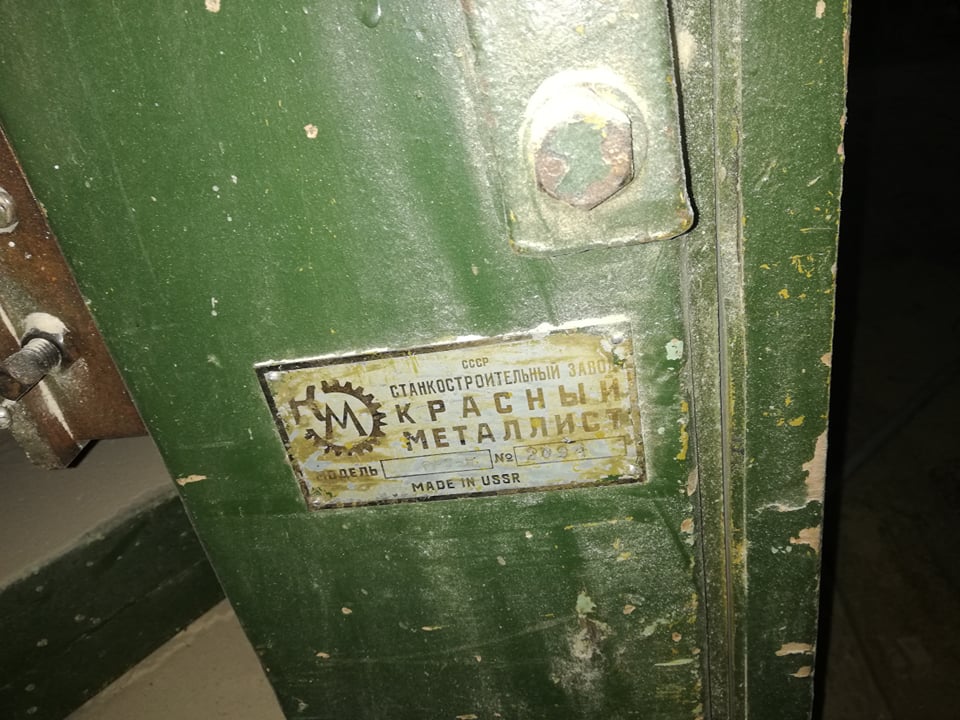 СССР
СТАНКОСТРОИТЕЛЬНЫЙ ЗАВОД
КРАСНЫЙ
МЕТАЛЛИСТ
МОДЕЛЬ №
MADE IN USSR